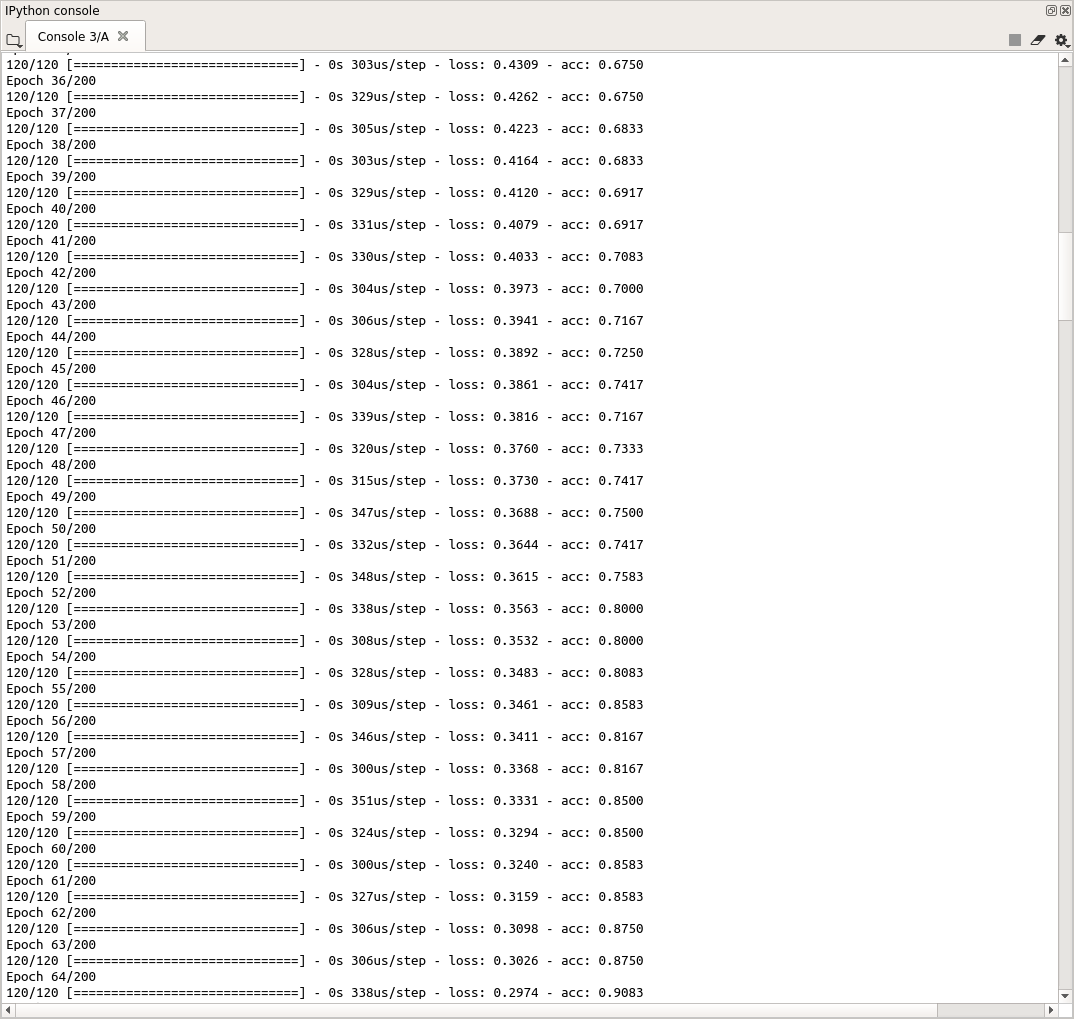 IPython console
Console 3/A
120/120 [==============================] - 0s 303us/step - loss: 0.4309 - acc: 0.6750
Epoch 36/200
120/120 [==============================] - 0s 329us/step - loss: 0.4262 - acc: 0.6750
Epoch 37/200
120/120 [==============================] - 0s 305us/step - loss: 0.4223 - acc: 0.6833
Epoch 38/200
120/120 [==============================] - 0s 303us/step - loss: 0.4164 - acc: 0.6833
Epoch 39/200
120/120 [==============================] - 0s 329us/step - loss: 0.4120 - acc: 0.6917
Epoch 40/200
120/120 [==============================] - 0s 331us/step - loss: 0.4079 - acc: 0.6917
Epoch 41/200
120/120 [==============================] - 0s 330us/step - loss: 0.4033 - acc: 0.7083
Epoch 42/200
120/120 [==============================] - 0s 304us/step - loss: 0.3973 - acc: 0.7000
Epoch 43/200
120/120 [==============================] - 0s 306us/step - loss: 0.3941 - acc: 0.7167
Epoch 44/200
120/120 [==============================] - 0s 328us/step - loss: 0.3892 - acc: 0.7250
Epoch 45/200
120/120 [==============================] - 0s 304us/step - loss: 0.3861 - acc: 0.7417
Epoch 46/200
120/120 [==============================] - 0s 339us/step - loss: 0.3816 - acc: 0.7167
Epoch 47/200
120/120 [==============================] - 0s 320us/step - loss: 0.3760 - acc: 0.7333
Epoch 48/200
120/120 [==============================] - 0s 315us/step - loss: 0.3730 - acc: 0.7417
Epoch 49/200
120/120 [==============================] - 0s 347us/step - loss: 0.3688 - acc: 0.7500
Epoch 50/200
120/120 [==============================] - 0s 332us/step - loss: 0.3644 - acc: 0.7417
Epoch 51/200
120/120 [==============================] - 0s 348us/step - loss: 0.3615 - acc: 0.7583
Epoch 52/200
120/120 [==============================] - 0s 338us/step - loss: 0.3563 - acc: 0.8000
Epoch 53/200
120/120 [==============================] - 0s 308us/step - loss: 0.3532 - acc: 0.8000
Epoch 54/200
120/120 [==============================] - 0s 328us/step - loss: 0.3483 - acc: 0.8083
Epoch 55/200
120/120 [==============================] - 0s 309us/step - loss: 0.3461 - acc: 0.8583
Epoch 56/200
120/120 [==============================] - 0s 346us/step - loss: 0.3411 - acc: 0.8167
Epoch 57/200
120/120 [==============================] - 0s 300us/step - loss: 0.3368 - acc: 0.8167
Epoch 58/200
120/120 [==============================] - 0s 351us/step - loss: 0.3331 - acc: 0.8500
Epoch 59/200
120/120 [==============================] - 0s 324us/step - loss: 0.3294 - acc: 0.8500
Epoch 60/200
120/120 [==============================] - 0s 300us/step - loss: 0.3240 - acc: 0.8583
Epoch 61/200
120/120 [==============================] - 0s 327us/step - loss: 0.3159 - acc: 0.8583
Epoch 62/200
120/120 [==============================] - 0s 306us/step - loss: 0.3098 - acc: 0.8750
Epoch 63/200
120/120 [==============================] - 0s 306us/step - loss: 0.3026 - acc: 0.8750
Epoch 64/200
120/120 [==============================] - 0s 338us/step - loss: 0.2974 - acc: 0.9083